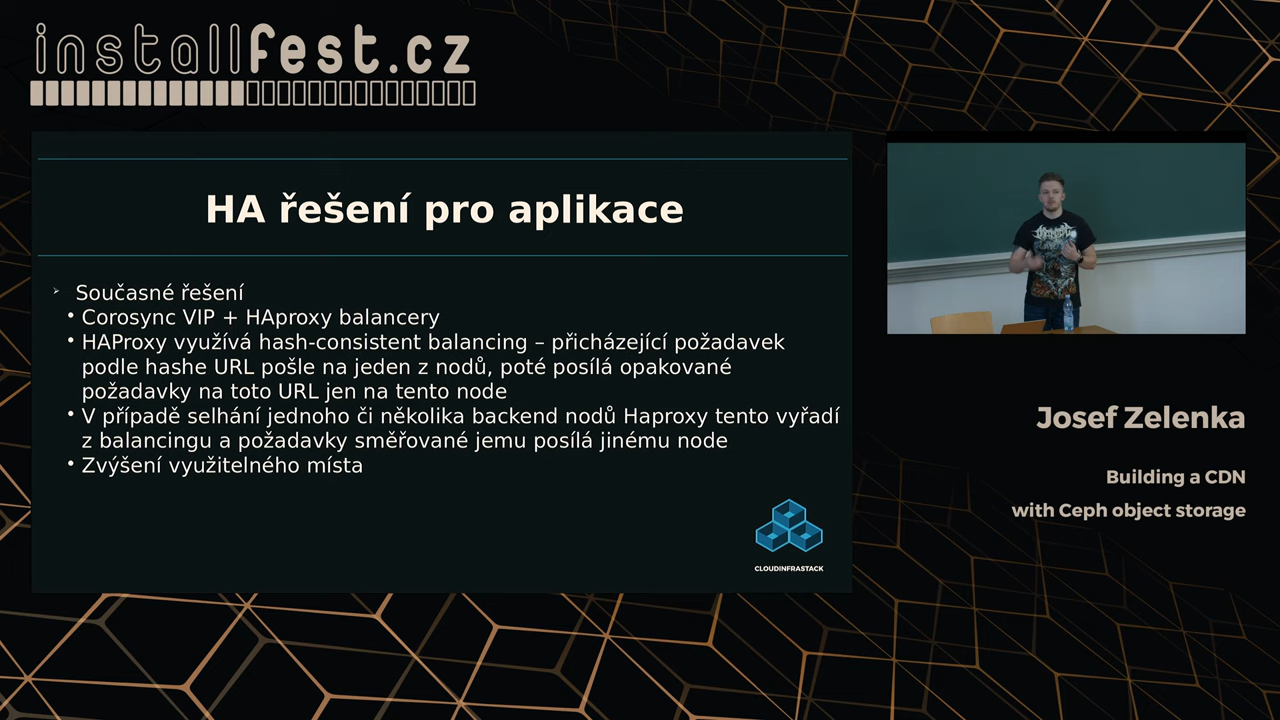 installfest.cz
HA řešení pro aplikace
Současné řešení
• Corosync VIP + HAproxy balancery
• HAProxy využívá hash-consistent balancing – přicházející požadavek
podle hashe URL pošle na jeden z nodů, poté posílá opakované
požadavky na toto URL jen na tento node
• V případě selhání jednoho či několika backend nodů Haproxy tento vyřadí
z balancingu a požadavky směřované jemu posílá jinému node
• Zvýšení využitelného místa
CLOUDINFRASTACK
Josef Zelenka
Building a CDN
with Ceph object storage